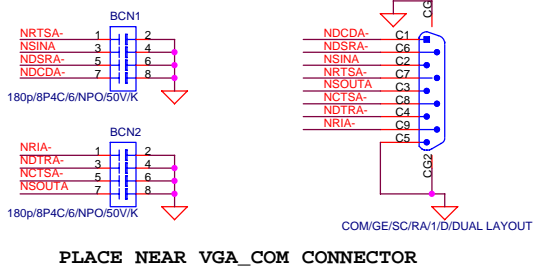 BCN1
NRTSA- 1 2
NSINA 3 4
NDSRA- 5 6
NDCDA- 7 8
180p/8P4C/6/NPO/50V/K
BCN2
NRIA- 1 2
NDTRA- 3 4
NCTSA- 5 6
NSOUTA 7 8
180p/8P4C/6/NPO/50V/K
CG
NDCDA- C1
NDSRA- C6
NSINA C2
NRTSA- C7
NSOUTA C3
NCTSA- C8
NDTRA- C4
NRIA- C9
C5
CG2
COM/GE/SC/RA/1/D/DUAL LAYOUT
PLACE NEAR VGA_COM CONNECTOR